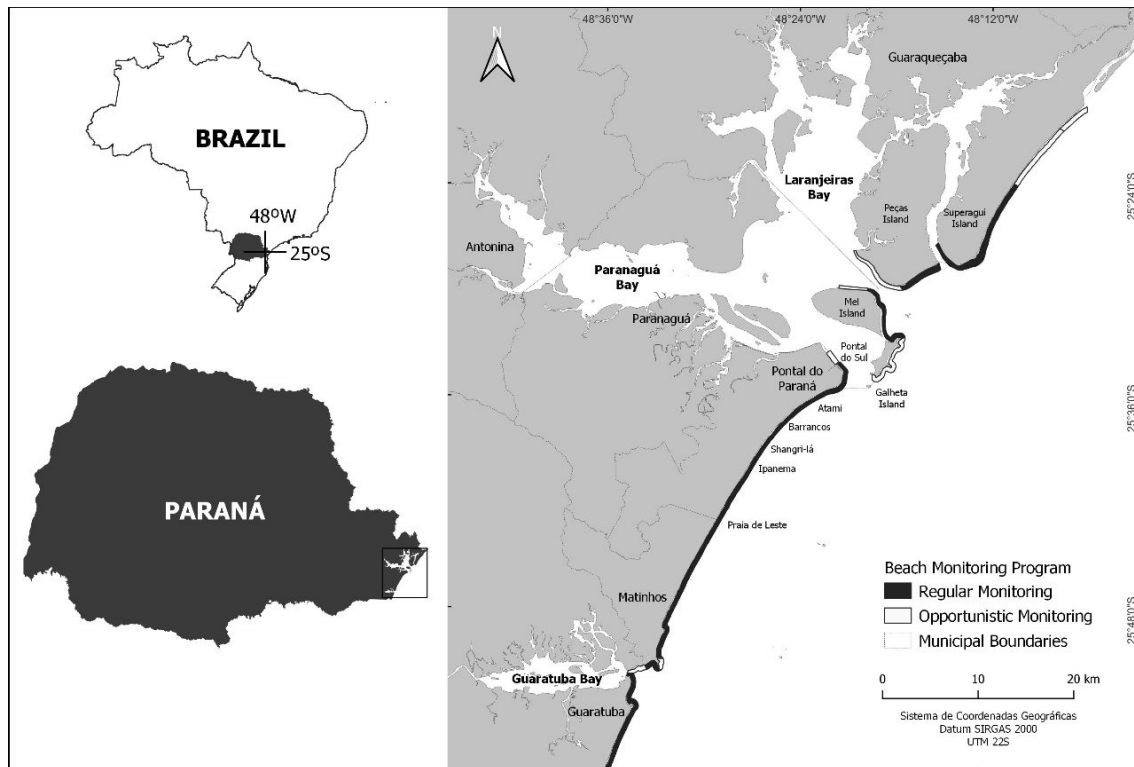 BRAZIL
48ºW
25ºS
PARANÁ
48°36'0"W
48°24'0"W
48°12'0"W
N
Guaraqueçaba
Laranjeiras
Bay
25°24'0"S
Peças
Island
Superagui
Island
Antonina
Paranaguá
Bay
Mel
Island
Paranaguá
Pontal
do Sul
Pontal do
Paraná
Galheta
Island
25°36'0"S
Atami
Barrancos
Shangri-lá
Ipanema
Praia de Leste
Beach Monitoring Program
Regular Monitoring
Opportunistic Monitoring
Municipal Boundaries
Matinhos
25°48'0"S
Guaratuba Bay
Guaratuba
0 10 20 km
Sistema de Coordenadas Geográficas
Datum SIRGAS 2000
UTM 22S